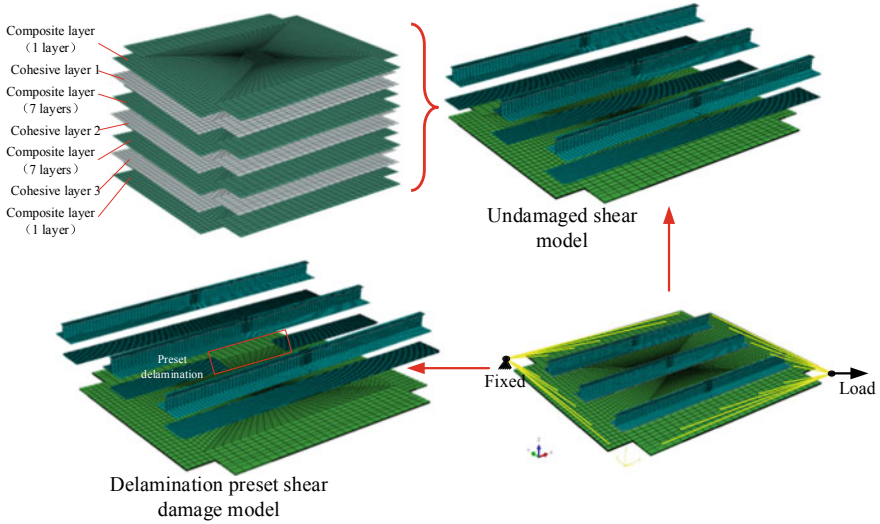 Composite layer
（1 layer）
Cohesive layer 1
Composite layer
（7 layers）
Cohesive layer 2
Composite layer
（7 layers）
Cohesive layer 3
Composite layer
（1 layer）
Undamaged shear
model
Preset
delamination
Fixed
Load
Delamination preset shear
damage model